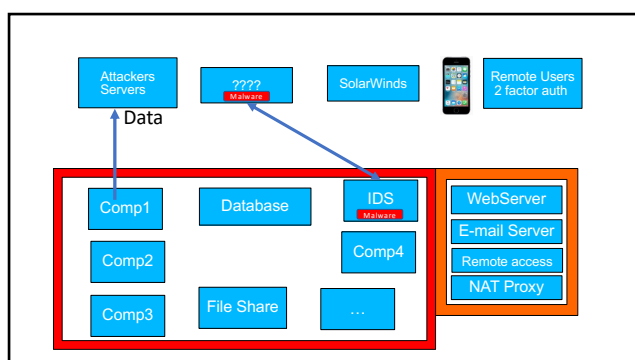 Attackers
Servers
????
Malware
SolarWinds
Remote Users
2 factor auth
Data
Comp1
Database
IDS
Malware
WebServer
E-mail Server
Comp2
Comp4
Remote access
NAT Proxy
Comp3
File Share
…